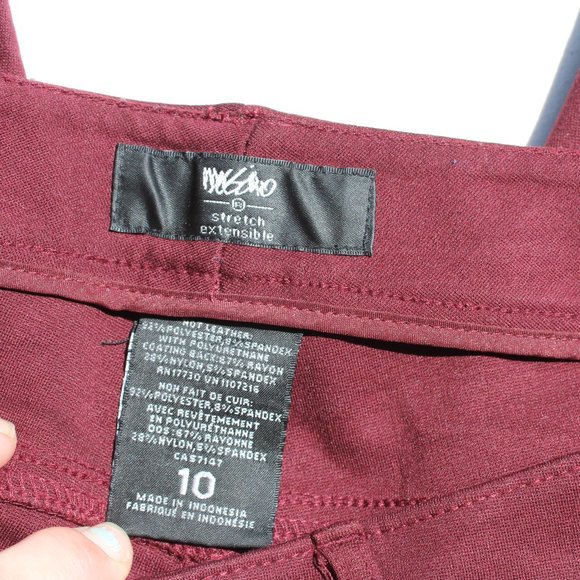 mossimo
stretch
extensible
NOT LEATHER:
92%POLYESTER,8%SPANDEX
WITH POLYURETHANE
COATING BACK:67%RAYON
28%NYLON,5%SPANDEX
RN17730 VN1107216
NON FAIT DE CUIR:
92%POLYESTER,8%SPANDEX
AVEC REVÊTEMENT
EN POLYURÉTHANE
DOS:67%RAYONNE
28%NYLON,5%SPANDEX
CA57147
10
MADE IN INDONESIA
FABRIQUÉ EN INDONÉSIE